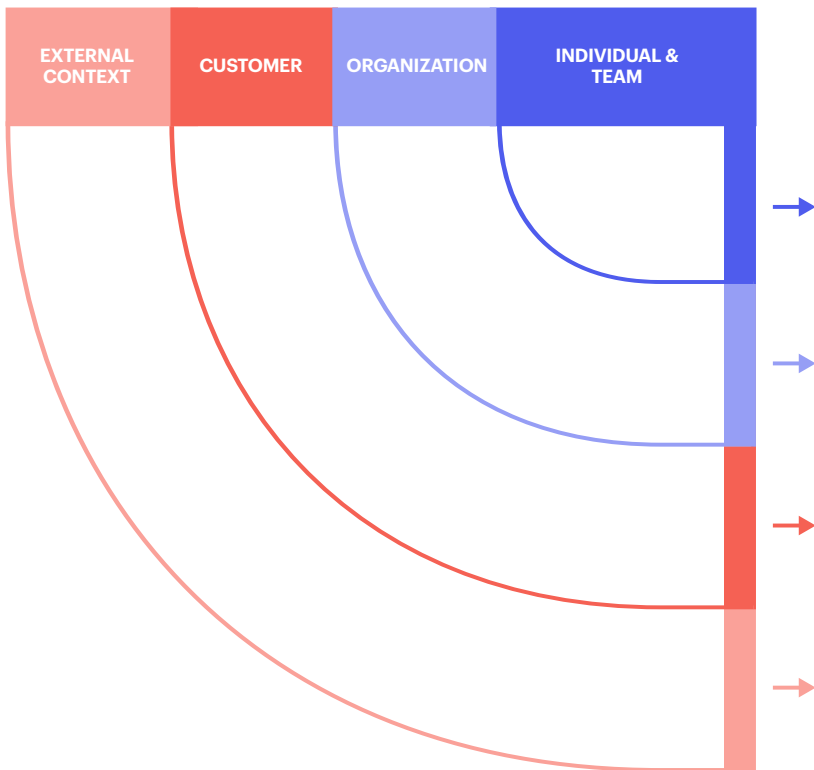 EXTERNAL
CONTEXT
CUSTOMER
ORGANIZATION
INDIVIDUAL &
TEAM